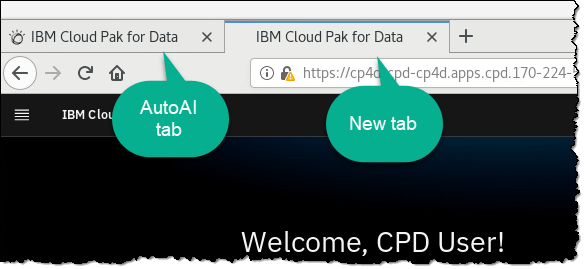 IBM Cloud Pak for Data
IBM Cloud Pak for Data
https://cp4d-cpd-cp4d.apps.cpd.170-224-
IBM Clou
AutoAI
tab
New tab
Welcome, CPD User!